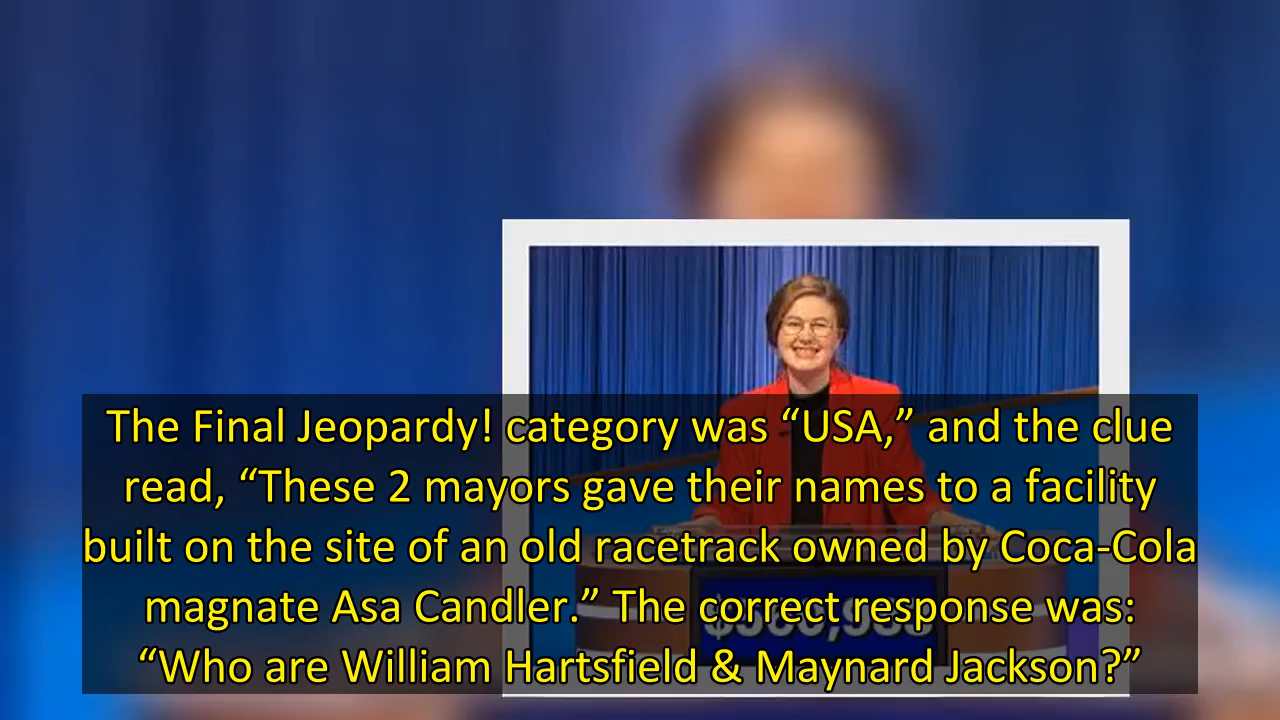 The Final Jeopardy! category was “USA,” and the clue
read, “These 2 mayors gave their names to a facility
built on the site of an old racetrack owned by Coca-Cola
magnate Asa Candler.” The correct response was:
“Who are William Hartsfield & Maynard Jackson?”